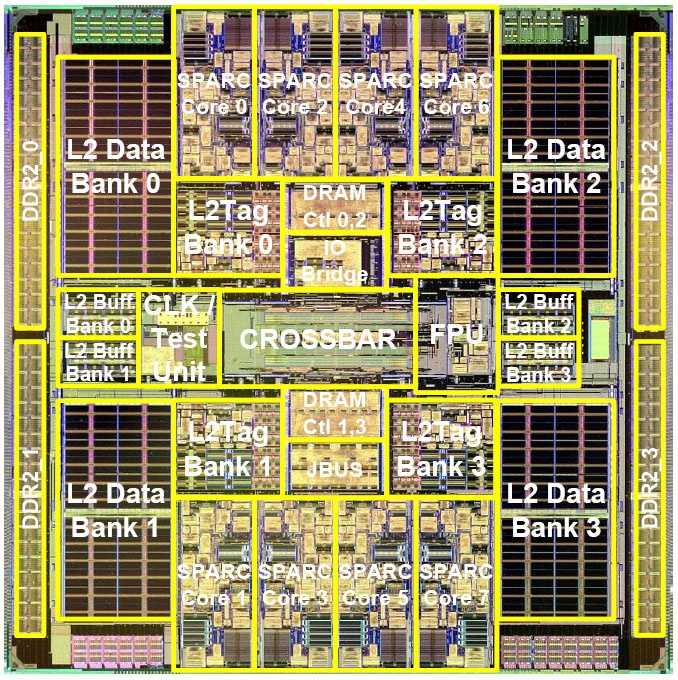 SPARC
Core 0
SPARC
Core 2
SPARC
Core4
SPARC
Core 6
DDR2_0
L2 Data
Bank 0
L2 Data
Bank 2
DDR2_2
L2Tag
Bank 0
DRAM
Ctl 0,2
L2Tag
Bank 2
IO
Bridge
L2 Buff
Bank 0
L2 Buff
Bank 1
CLK /
Test
Unit
CROSSBAR
FPU
L2 Buff
Bank 2
L2 Buff
Bank 3
DDR2_1
L2 Data
Bank 1
L2Tag
Bank 1
DRAM
Ctl 1,3
JBUS
L2Tag
Bank 3
L2 Data
Bank 3
DDR2_3
SPARC
Core 1
SPARC
Core 3
SPARC
Core 5
SPARC
Core 7